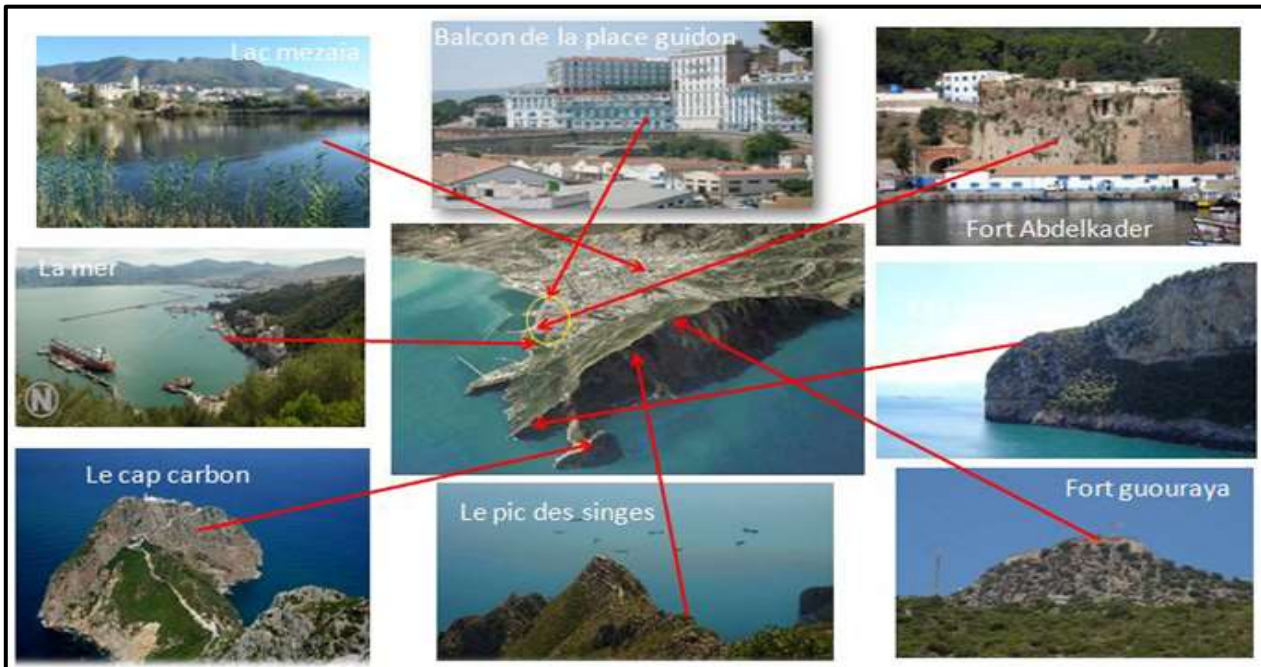 Lac mezaia
Balcon de la place guidon
Fort Abdelkader
La mer
N
Le cap carbon
Le pic des singes
Fort guouraya